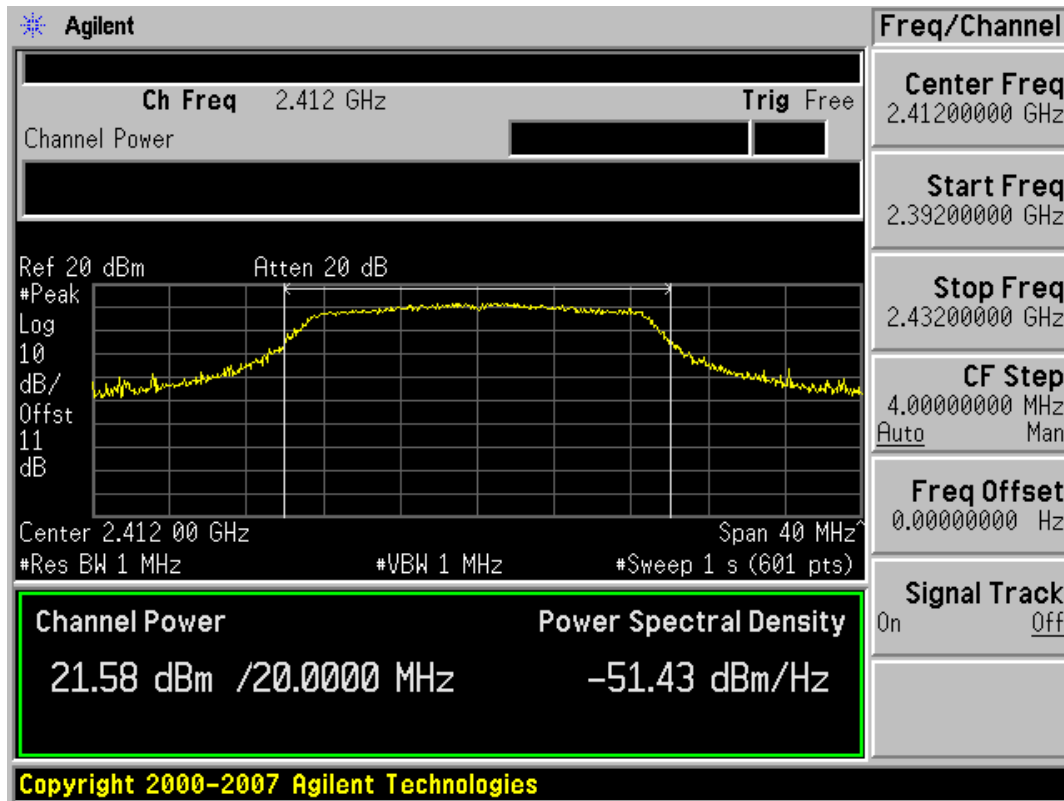 Agilent
Freq/Channel
Ch Freq 2.412 GHz Trig Free
Channel Power
Center Freq
2.41200000 GHz
Start Freq
2.39200000 GHz
Stop Freq
2.43200000 GHz
CF Step
4.00000000 MHz
Auto Man
Freq Offset
0.00000000 Hz
Signal Track
On Off
Ref 20 dBm Atten 20 dB
#Peak
Log
10
dB/
Offst
11
dB
Center 2.412 00 GHz Span 40 MHz^
#Res BW 1 MHz #VBW 1 MHz #Sweep 1 s (601 pts)
Channel Power Power Spectral Density
21.58 dBm /20.0000 MHz -51.43 dBm/Hz
Copyright 2000-2007 Agilent Technologies